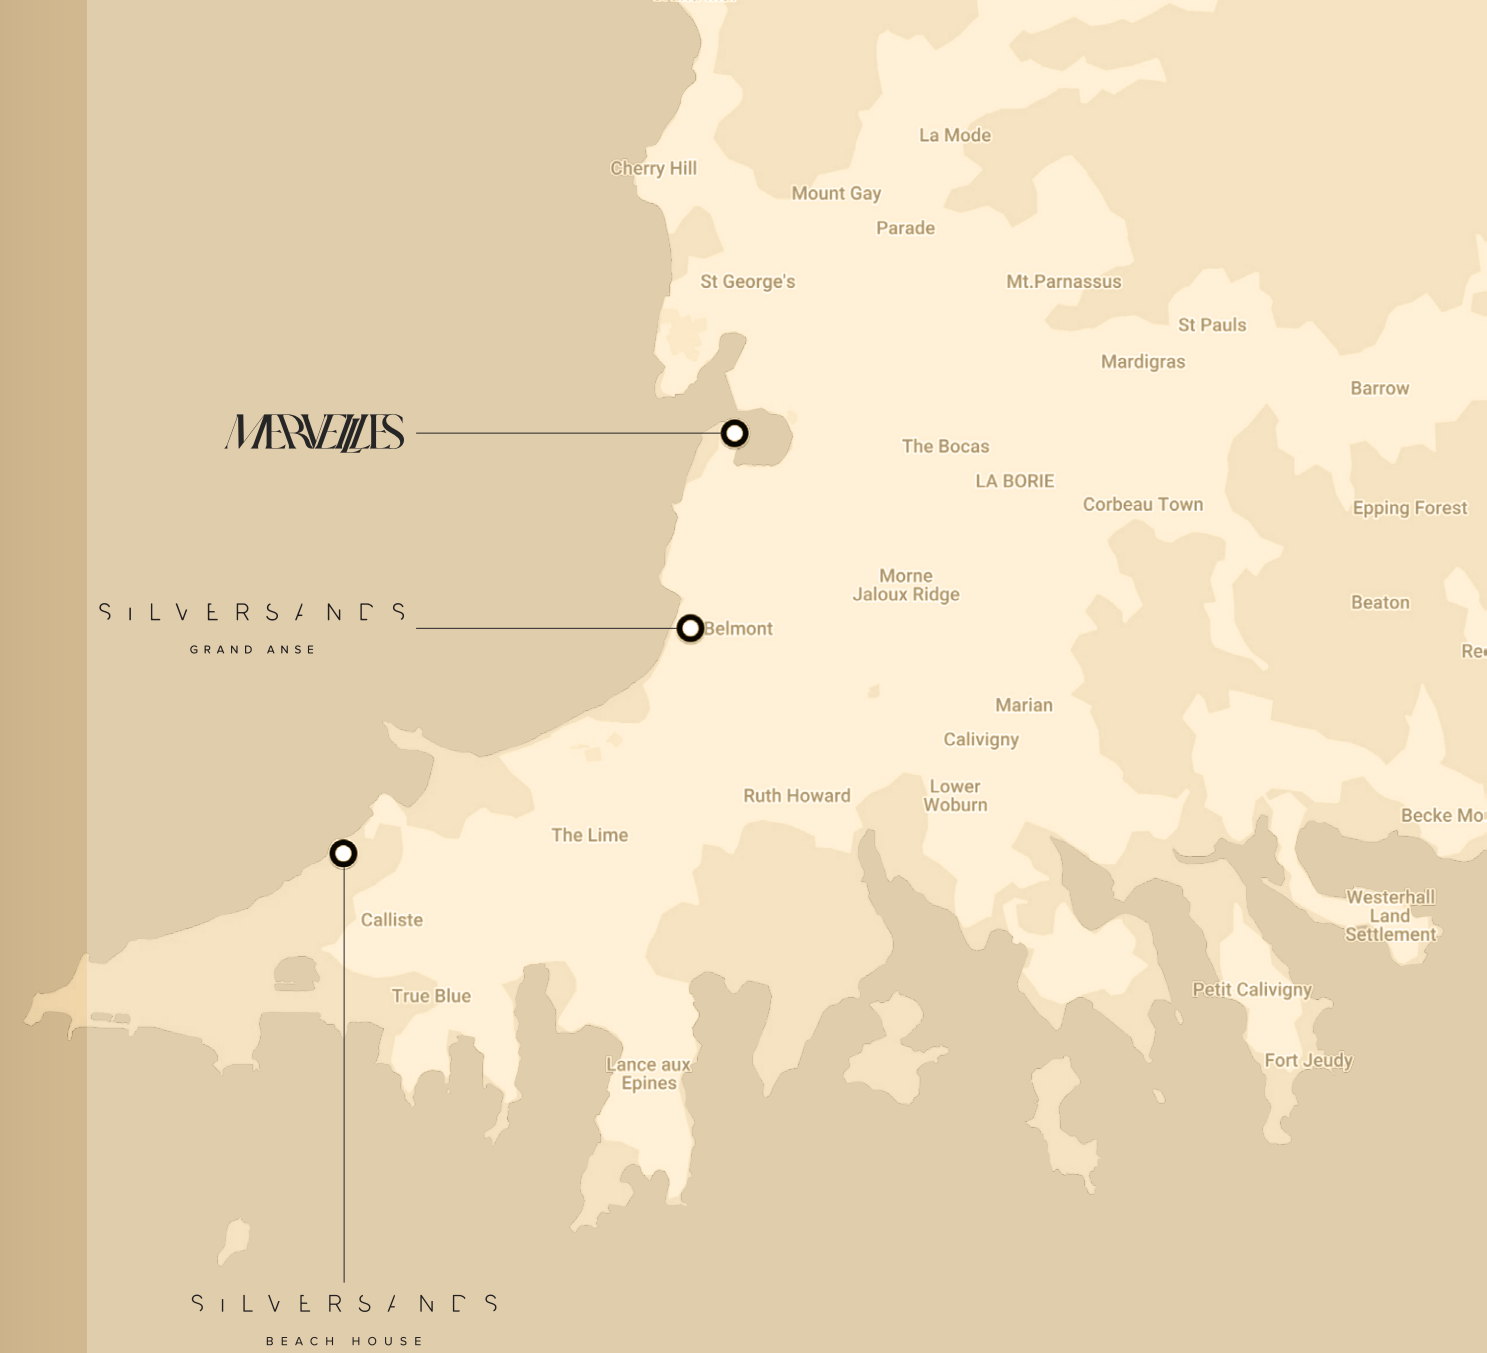 La Mode
Cherry Hill
Mount Gay
Parade
St George's
Mt.Parnassus
St Pauls
Mardigras
Barrow
MERVEILLES
The Bocas
LA BORIE
Corbeau Town
Epping Forest
Morne
Jaloux Ridge
Beaton
SILVERSANDS
GRAND ANSE
Belmont
Marian
Calivigny
Ruth Howard
Lower
Woburn
Becke Mo
The Lime
Calliste
Westerhall
Land
Settlement
True Blue
Petit Calivigny
Lance aux
Epines
Fort Jeudy
SILVERSANDS
BEACH HOUSE